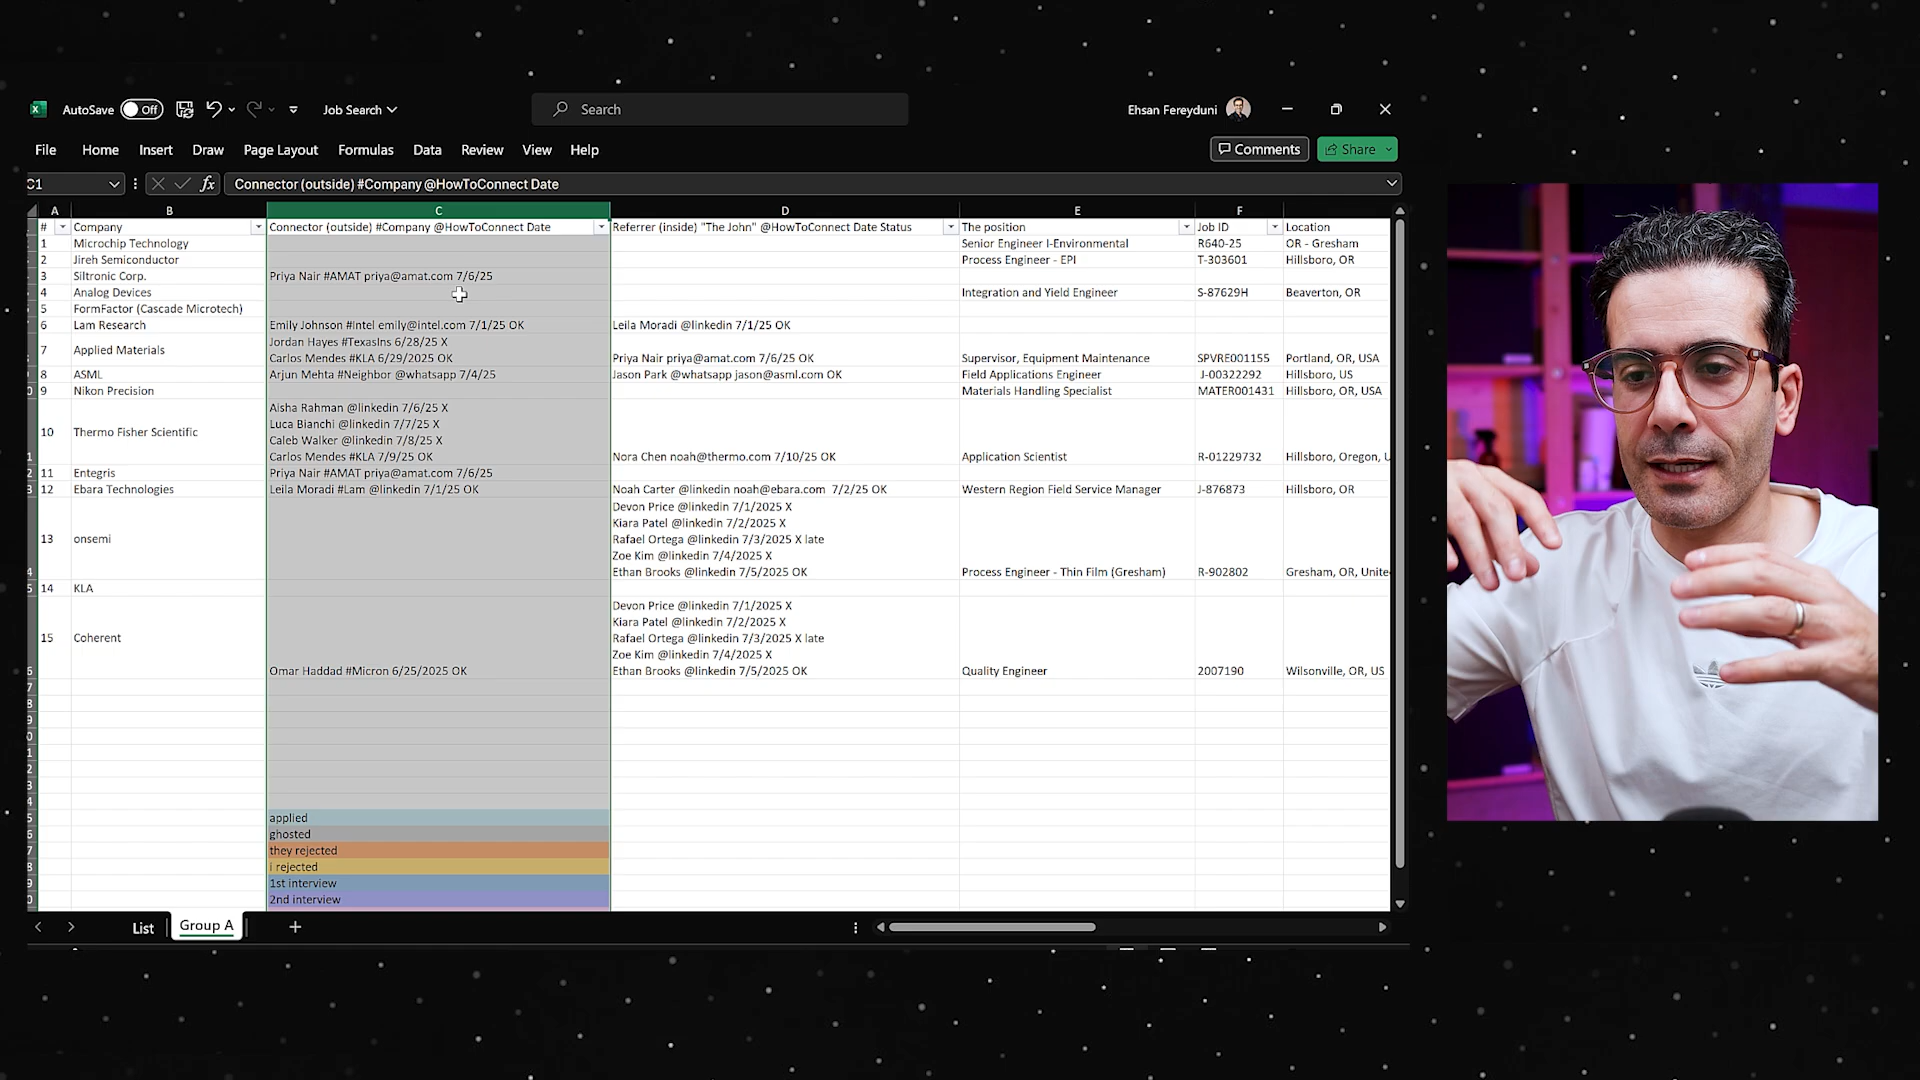 AutoSave Off Job Search Search Ehsan Fereyduni
File Home Insert Draw Page Layout Formulas Data Review View Help Comments Share
C1 fx Connector (outside) #Company @HowToConnect Date
A B C D E F
# Company Connector (outside) #Company @HowToConnect Date Referrer (inside) "The John" @HowToConnect Date Status The position Job ID Location
1 Microchip Technology Senior Engineer I-Environmental R640-25 OR - Gresham
2 Jireh Semiconductor Process Engineer - EPI T-303601 Hillsboro, OR
3 Siltronic Corp. Priya Nair #AMAT priya@amat.com 7/6/25
4 Analog Devices Integration and Yield Engineer S-87629H Beaverton, OR
5 FormFactor (Cascade Microtech)
6 Lam Research Emily Johnson #Intel emily@intel.com 7/1/25 OK Leila Moradi @linkedin 7/1/25 OK
Jordan Hayes #TexasIns 6/28/25 X
7 Applied Materials
Carlos Mendes #KLA 6/29/2025 OK Priya Nair priya@amat.com 7/6/25 OK Supervisor, Equipment Maintenance SPVRE001155 Portland, OR, USA
8 ASML Arjun Mehta #Neighbor @whatsapp 7/4/25 Jason Park @whatsapp jason@asml.com OK Field Applications Engineer J-00322292 Hillsboro, US
9 Nikon Precision Materials Handling Specialist MATER001431 Hillsboro, OR, USA
Aisha Rahman @linkedin 7/6/25 X
Luca Bianchi @linkedin 7/7/25 X
10 Thermo Fisher Scientific
Caleb Walker @linkedin 7/8/25 X
Carlos Mendes #KLA 7/9/25 OK Nora Chen noah@thermo.com 7/10/25 OK Application Scientist R-01229732 Hillsboro, Oregon, U
11 Entegris Priya Nair #AMAT priya@amat.com 7/6/25
12 Ebara Technologies Leila Moradi #Lam @linkedin 7/1/25 OK Noah Carter @linkedin noah@ebara.com 7/2/25 OK Western Region Field Service Manager J-876873 Hillsboro, OR
Devon Price @linkedin 7/1/2025 X
Kiara Patel @linkedin 7/2/2025 X
13 onsemi Rafael Ortega @linkedin 7/3/2025 X late
Zoe Kim @linkedin 7/4/2025 X
Ethan Brooks @linkedin 7/5/2025 OK Process Engineer - Thin Film (Gresham) R-902802 Gresham, OR, Unite
14 KLA
Devon Price @linkedin 7/1/2025 X
Kiara Patel @linkedin 7/2/2025 X
15 Coherent Rafael Ortega @linkedin 7/3/2025 X late
Zoe Kim @linkedin 7/4/2025 X
Omar Haddad #Micron 6/25/2025 OK Ethan Brooks @linkedin 7/5/2025 OK Quality Engineer 2007190 Wilsonville, OR, US
applied
ghosted
they rejected
i rejected
1st interview
2nd interview
List Group A